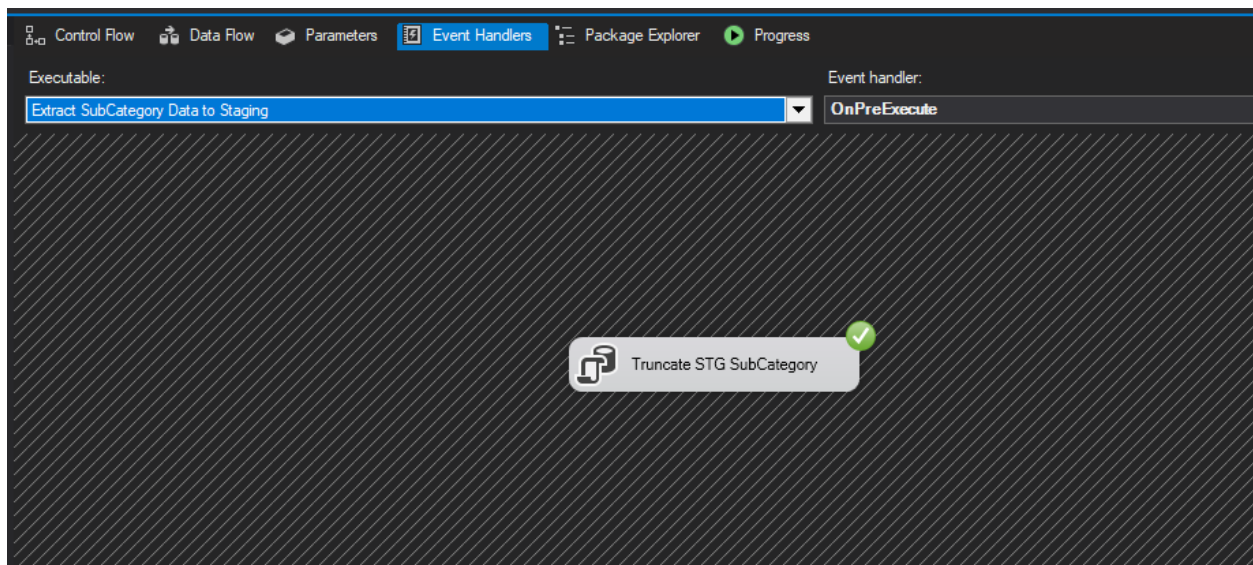 Control Flow Data Flow Parameters Event Handlers Package Explorer Progress
Executable: Event handler:
Extract SubCategory Data to Staging OnPreExecute
Truncate STG SubCategory